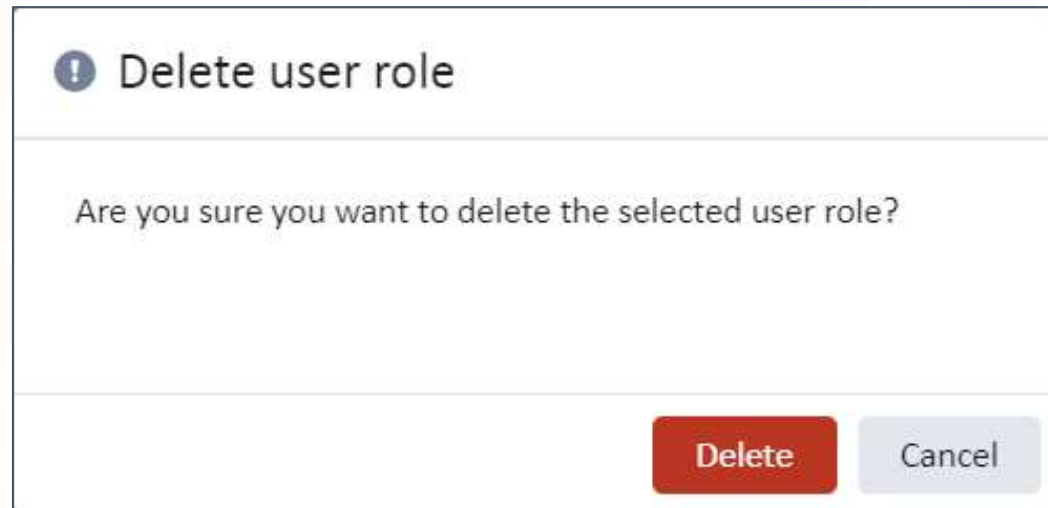 Delete user role
Are you sure you want to delete the selected user role?
Delete
Cancel